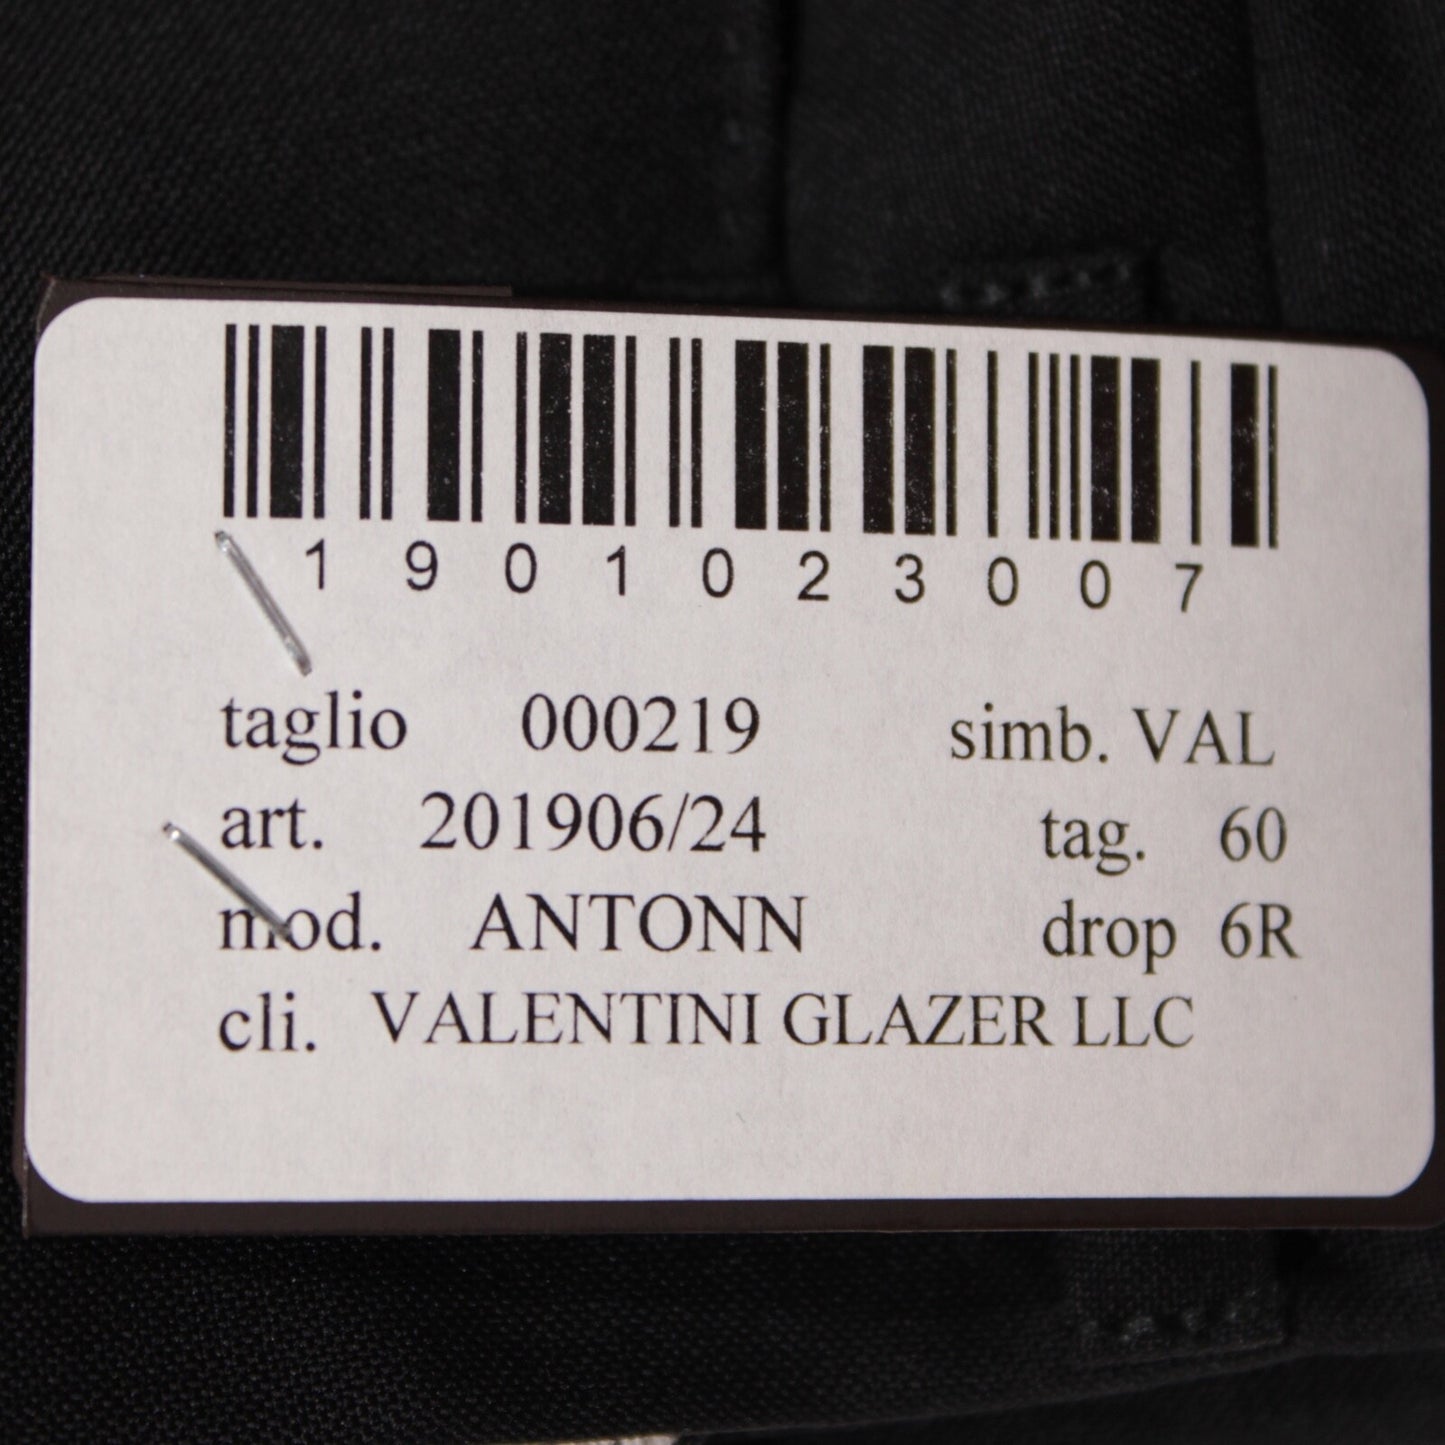 1901023007
taglio 000219 simb. VAL
art. 201906/24 tag. 60
mod. ANTONN drop 6R
cli. VALENTINI GLAZER LLC